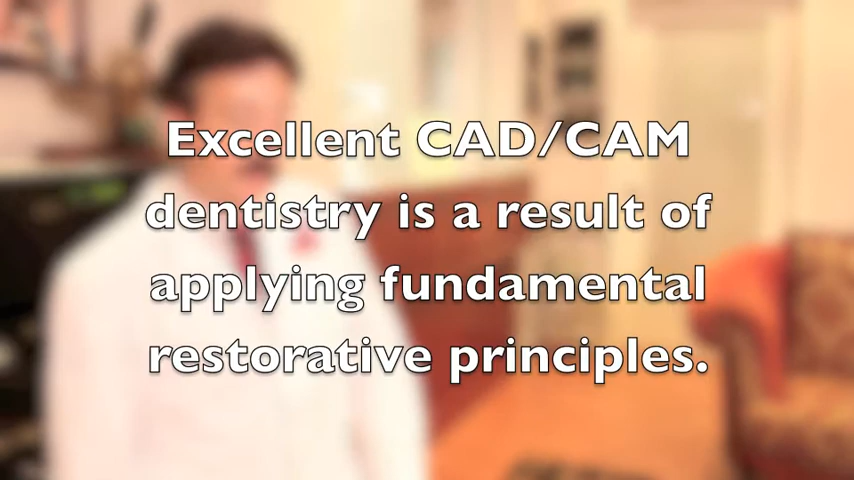 Excellent CAD/CAM
dentistry is a result of
applying fundamental
restorative principles.